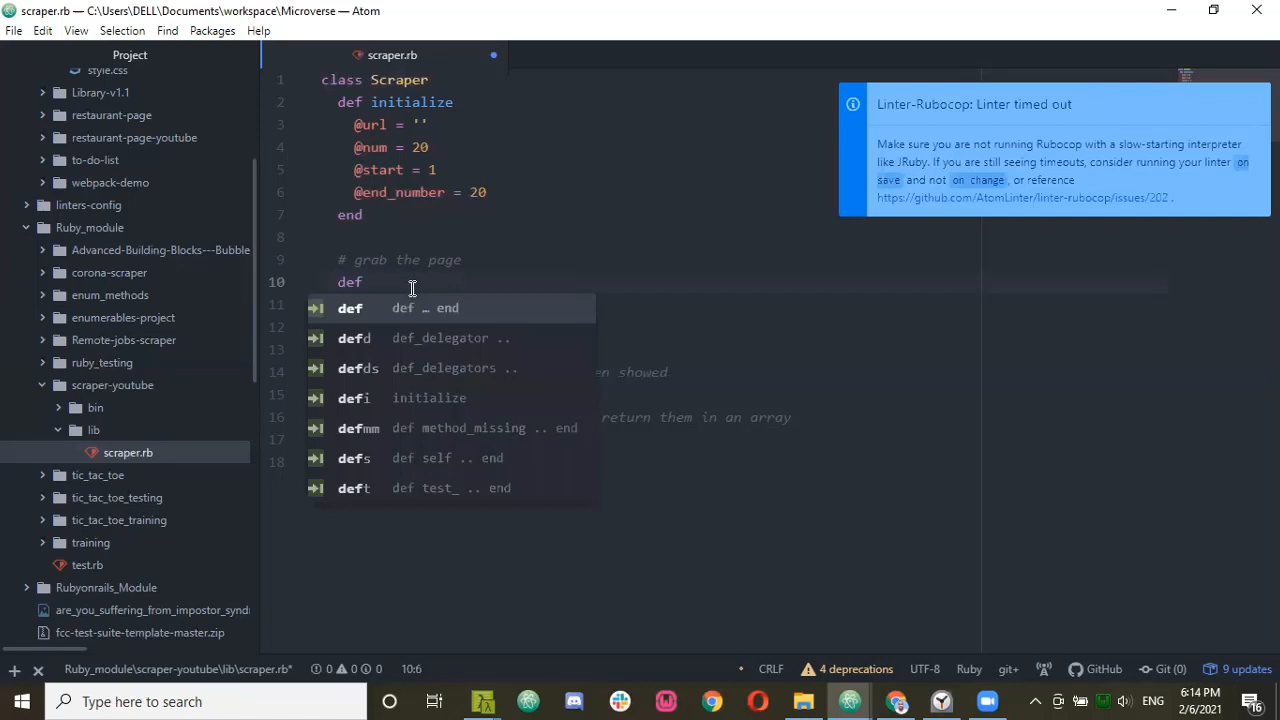 scraper.rb — C:\Users\DELL\Documents\workspace\Microverse — Atom
File Edit View Selection Find Packages Help
Project
style.css
Library-v1.1
restaurant-page
restaurant-page-youtube
to-do-list
webpack-demo
linters-config
Ruby_module
Advanced-Building-Blocks---Bubble
corona-scraper
enum_methods
enumerables-project
Remote-jobs-scraper
ruby_testing
scraper-youtube
bin
lib
scraper.rb
tic_tac_toe
tic_tac_toe_testing
tic_tac_toe_training
training
test.rb
Rubyonrails_Module
are_you_suffering_from_impostor_syndr
fcc-test-suite-template-master.zip
scraper.rb
1 class Scraper
2 def initialize
3 @url = ''
4 @num = 20
5 @start = 1
6 @end_number = 20
7 end
8
9 # grab the page
10 def
11
12
13
14 en showed
15
16 return them in an array
17
18
def def … end
defd def_delegator ..
defds def_delegators ..
defi initialize
defmm def method_missing .. end
defs def self .. end
deft def test_ .. end
Linter-Rubocop: Linter timed out
Make sure you are not running Rubocop with a slow-starting interpreter
like JRuby. If you are still seeing timeouts, consider running your linter on
save and not on change, or reference
https://github.com/AtomLinter/linter-rubocop/issues/202 .
Ruby_module\scraper-youtube\lib\scraper.rb* 0 0 0 10:6 CRLF 4 deprecations UTF-8 Ruby git+ GitHub Git (0) 9 updates
Type here to search
ENG
6:14 PM
2/6/2021
16